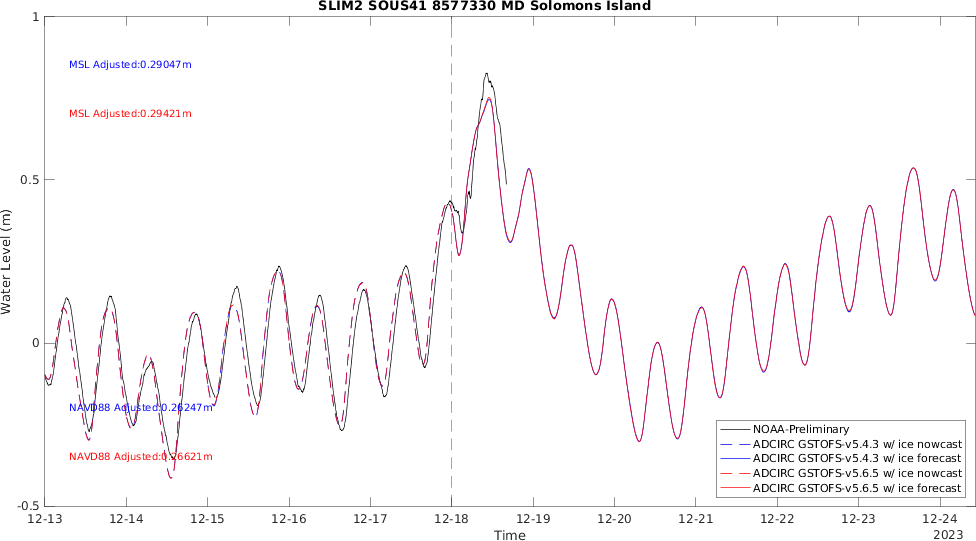 SLIM2 SOUS41 8577330 MD Solomons Island
1
MSL Adjusted:0.29047m
MSL Adjusted:0.29421m
0.5
Water Level (m)
0
NAVD88 Adjusted:0.26247m
NAVD88 Adjusted:0.26621m
-0.5
NOAA-Preliminary
ADCIRC GSTOFS-v5.4.3 w/ ice nowcast
ADCIRC GSTOFS-v5.4.3 w/ ice forecast
ADCIRC GSTOFS-v5.6.5 w/ ice nowcast
ADCIRC GSTOFS-v5.6.5 w/ ice forecast
12-13 12-14 12-15 12-16 12-17 12-18 12-19 12-20 12-21 12-22 12-23 12-24
Time
2023